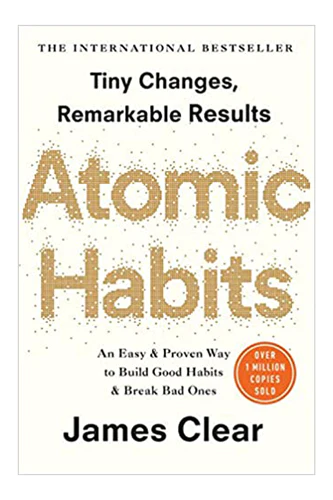 THE INTERNATIONAL BESTSELLER
Tiny Changes,
Remarkable Results
Atomic
Habits
An Easy & Proven Way
to Build Good Habits
& Break Bad Ones
OVER
1 MILLION
COPIES
SOLD
James Clear